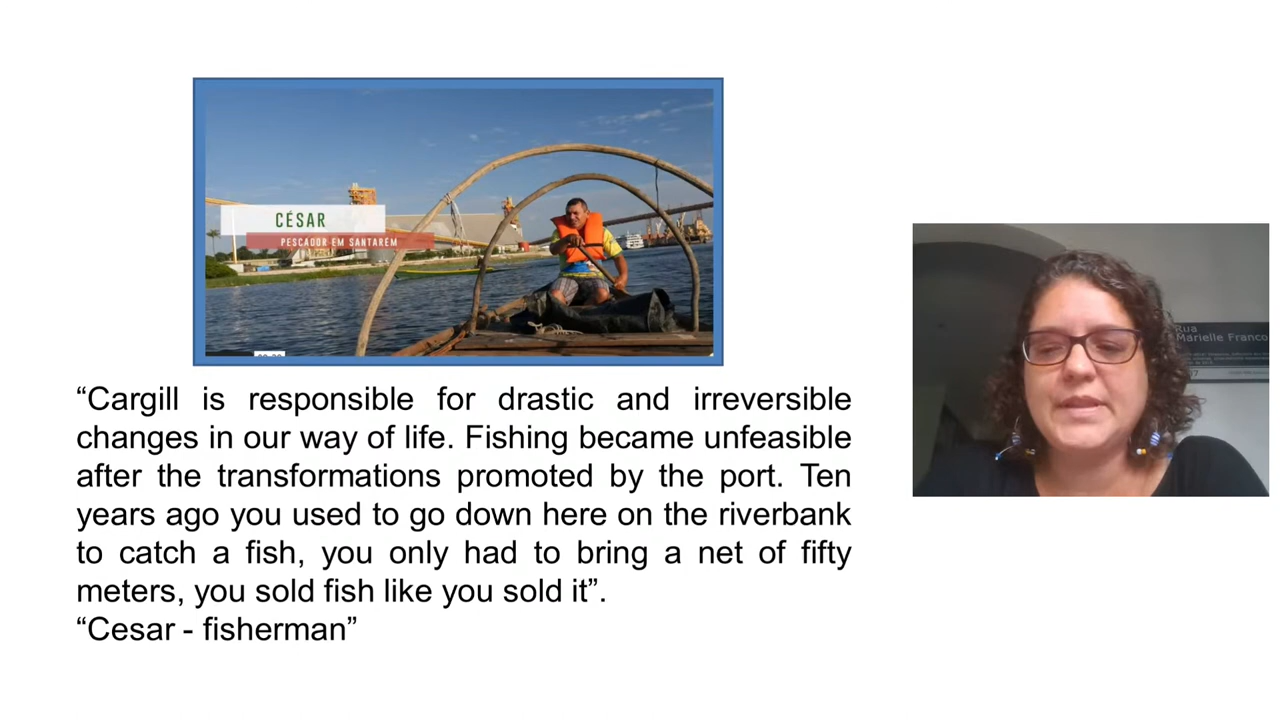 CÉSAR
PESCADOR EM SANTARÉM
“Cargill is responsible for drastic and irreversible
changes in our way of life. Fishing became unfeasible
after the transformations promoted by the port. Ten
years ago you used to go down here on the riverbank
to catch a fish, you only had to bring a net of fifty
meters, you sold fish like you sold it”.
“Cesar - fisherman”
Rua
Marielle Franco